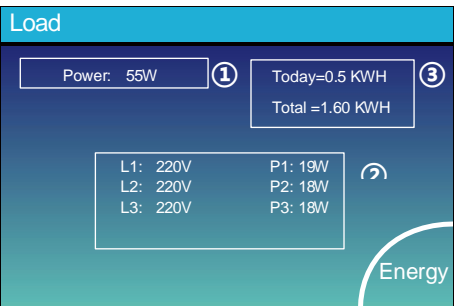 Load
Power: 55W ①
Today=0.5 KWH ③
Total =1.60 KWH
L1: 220V P1: 19W ②
L2: 220V P2: 18W
L3: 220V P3: 18W
Energy